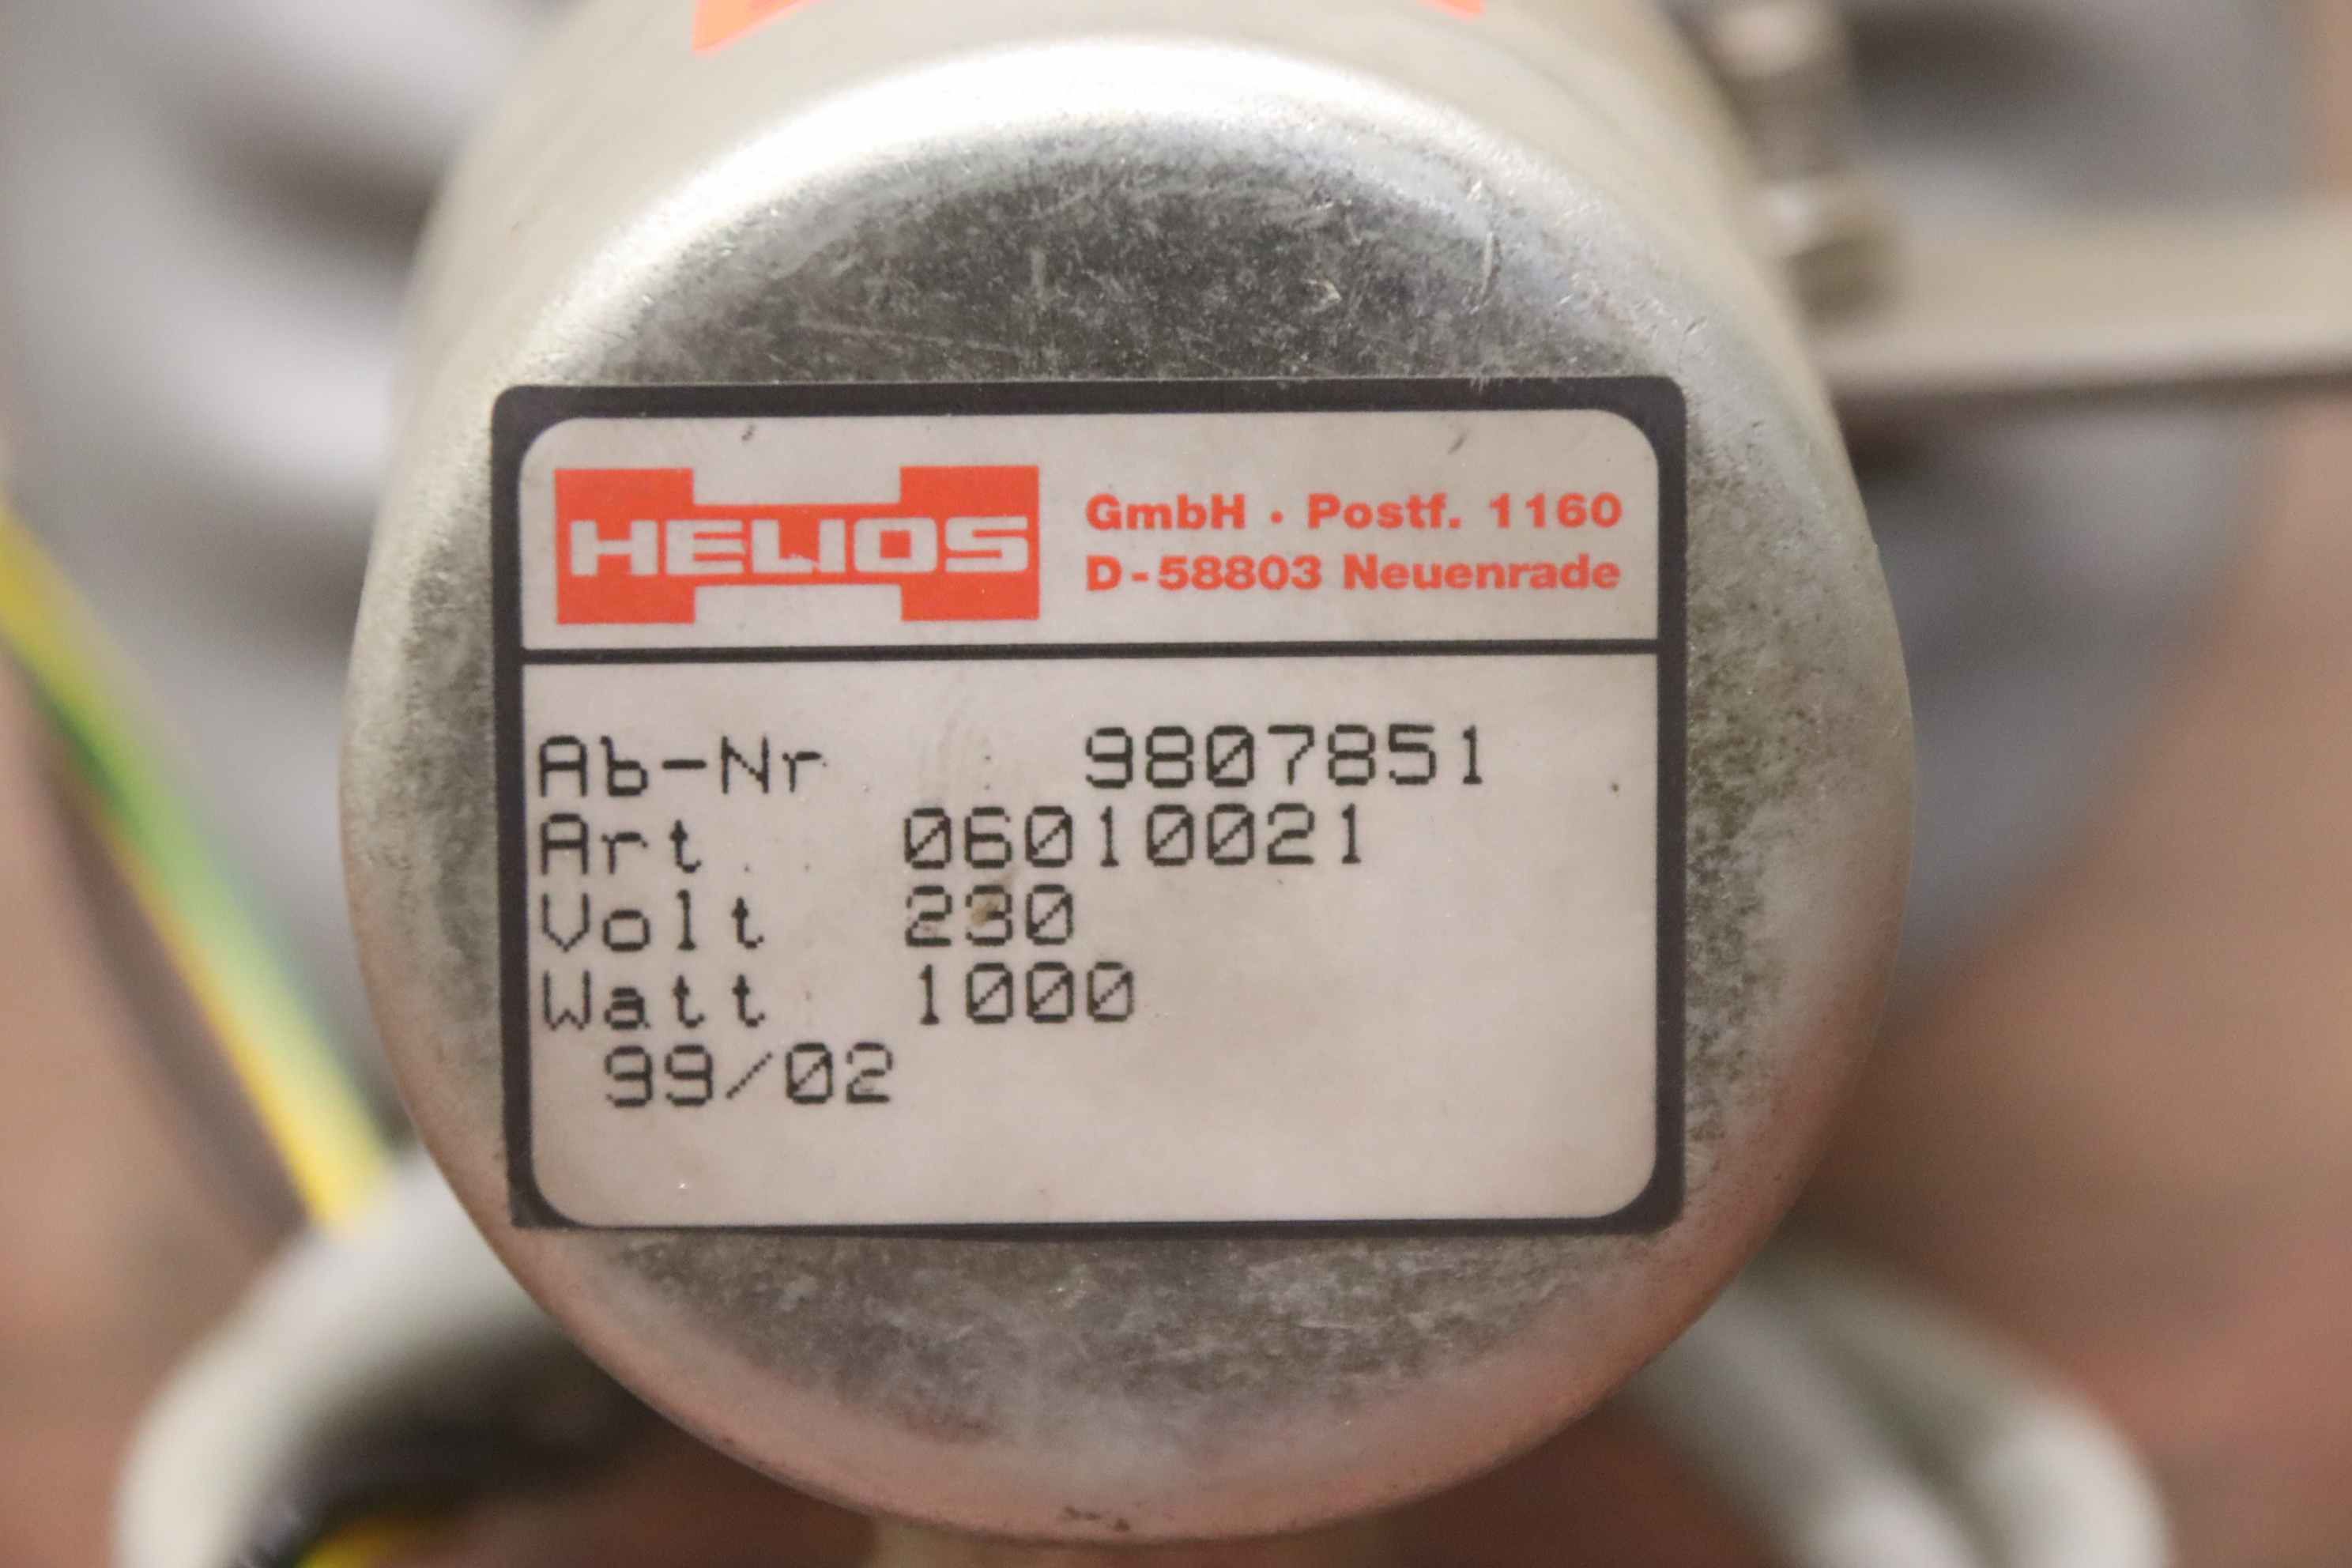 HELIOS
GmbH · Postf. 1160
D-58803 Neuenrade
Ab-Nr 9807851
Art. 06010021
Volt 230
Watt 1000
99/02